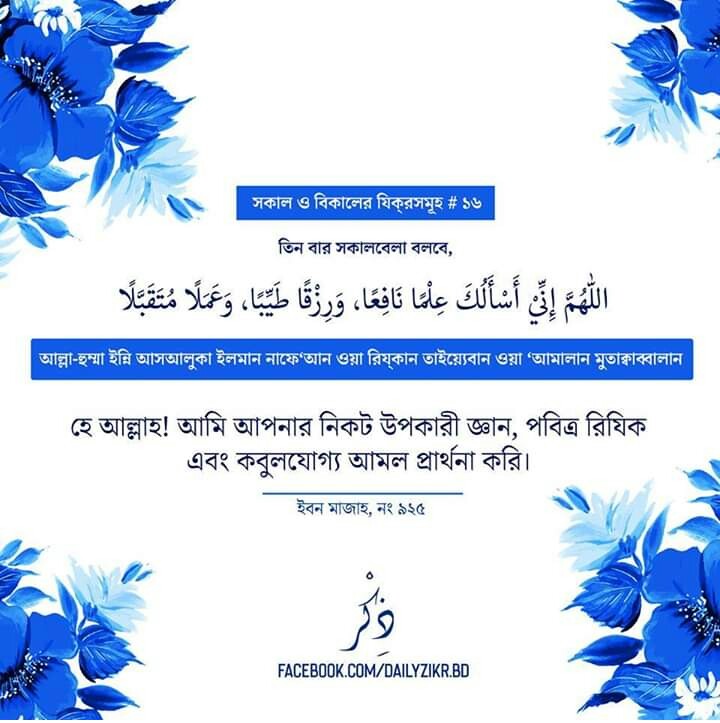 সকাল ও বিকালের যিক্‌রসমূহ # ১৬
তিন বার সকালবেলা বলবে,
اللّٰهُمَّ إِنِّيْ أَسْأَلُكَ عِلْمًا نَافِعًا، وَرِزْقًا طَيِّبًا، وَعَمَلًا مُتَقَبَّلًا
আল্লা-হুম্মা ইন্নি আসআলুকা ইলমান নাফে‘আন ওয়া রিয্‌কান তাইয়্যেবান ওয়া ‘আমালান মুতাক্বাব্বালান
হে আল্লাহ! আমি আপনার নিকট উপকারী জ্ঞান, পবিত্র রিযিক
এবং কবুলযোগ্য আমল প্রার্থনা করি।
ইবন মাজাহ, নং ৯২৫
ذِكْر
FACEBOOK.COM/DAILYZIKR.BD